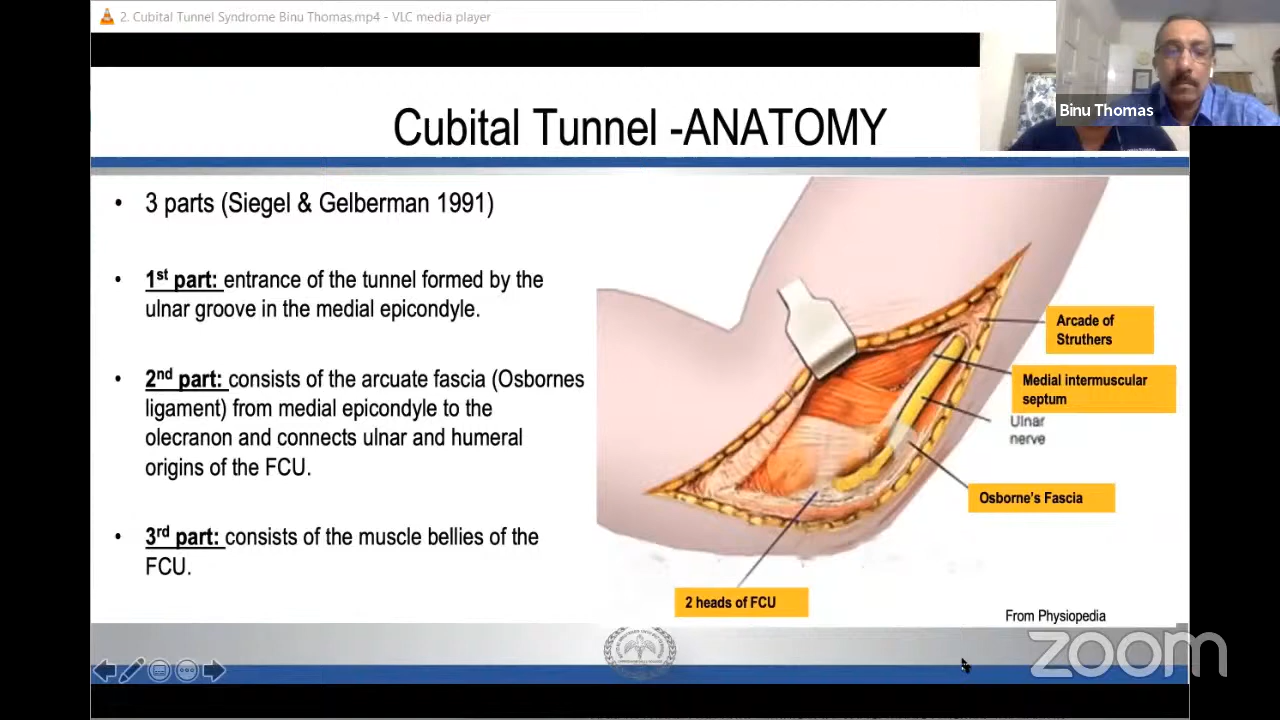 2. Cubital Tunnel Syndrome Binu Thomas.mp4 - VLC media player
Binu Thomas
Cubital Tunnel -ANATOMY
• 3 parts (Siegel & Gelberman 1991)
• 1st part: entrance of the tunnel formed by the
ulnar groove in the medial epicondyle.
• 2nd part: consists of the arcuate fascia (Osbornes
ligament) from medial epicondyle to the
olecranon and connects ulnar and humeral
origins of the FCU.
• 3rd part: consists of the muscle bellies of the
FCU.
Arcade of
Struthers
Medial intermuscular
septum
Ulnar
nerve
Osborne's Fascia
2 heads of FCU
From Physiopedia
zoom